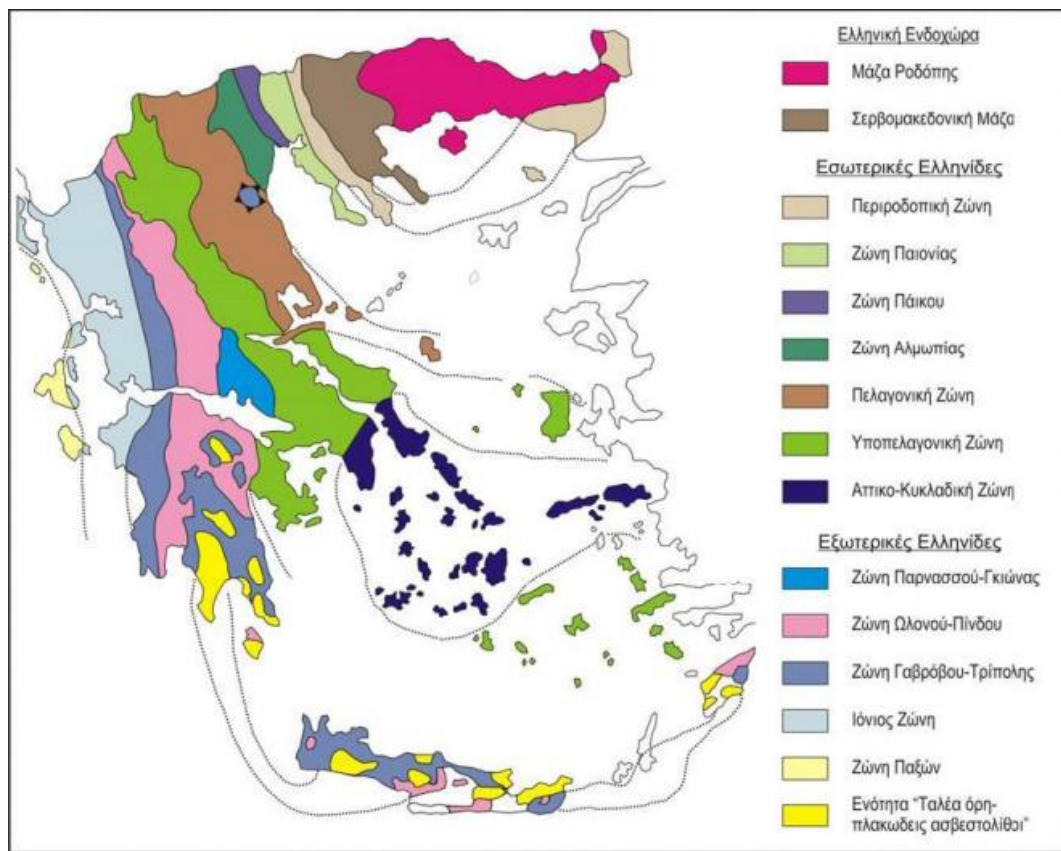 Ελληνική Ενδοχώρα
Μάζα Ροδόπης
Σερβομακεδονική Μάζα
Εσωτερικές Ελληνίδες
Περιροδοπική Ζώνη
Ζώνη Παιονίας
Ζώνη Πάικου
Ζώνη Αλμωπίας
Πελαγονική Ζώνη
Υποπελαγονική Ζώνη
Αττικο-Κυκλαδική Ζώνη
Εξωτερικές Ελληνίδες
Ζώνη Παρνασσού-Γκιώνας
Ζώνη Ωλονού-Πίνδου
Ζώνη Γαβρόβου-Τρίπολης
Ιόνιος Ζώνη
Ζώνη Παξών
Ενότητα "Ταλέα όρη-
πλακωδεις ασβεστολίθοι"